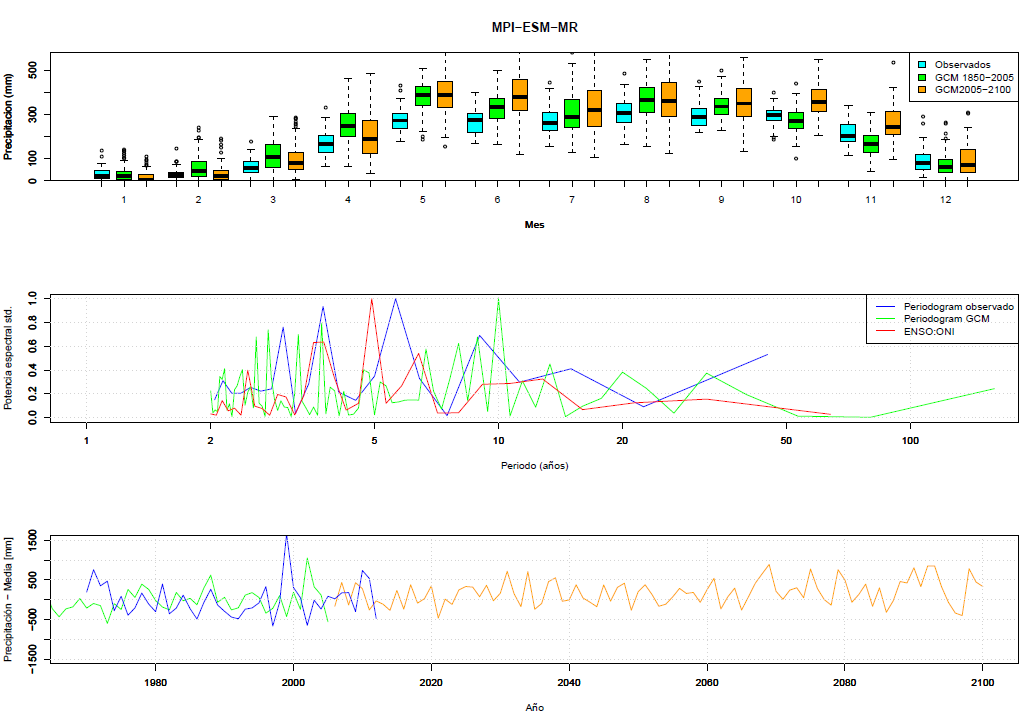 MPI−ESM−MR
Precipitacion (mm)
500
300
100
0
Observados
GCM 1850−2005
GCM2005−2100
1 2 3 4 5 6 7 8 9 10 11 12
Mes
Potencia espectral std.
1.0
0.8
0.6
0.4
0.2
0.0
Periodogram observado
Periodogram GCM
ENSO:ONI
1 2 5 10 20 50 100
Periodo (años)
Precipitación − Media [mm]
1500
500
−500
−1500
1980 2000 2020 2040 2060 2080 2100
Año